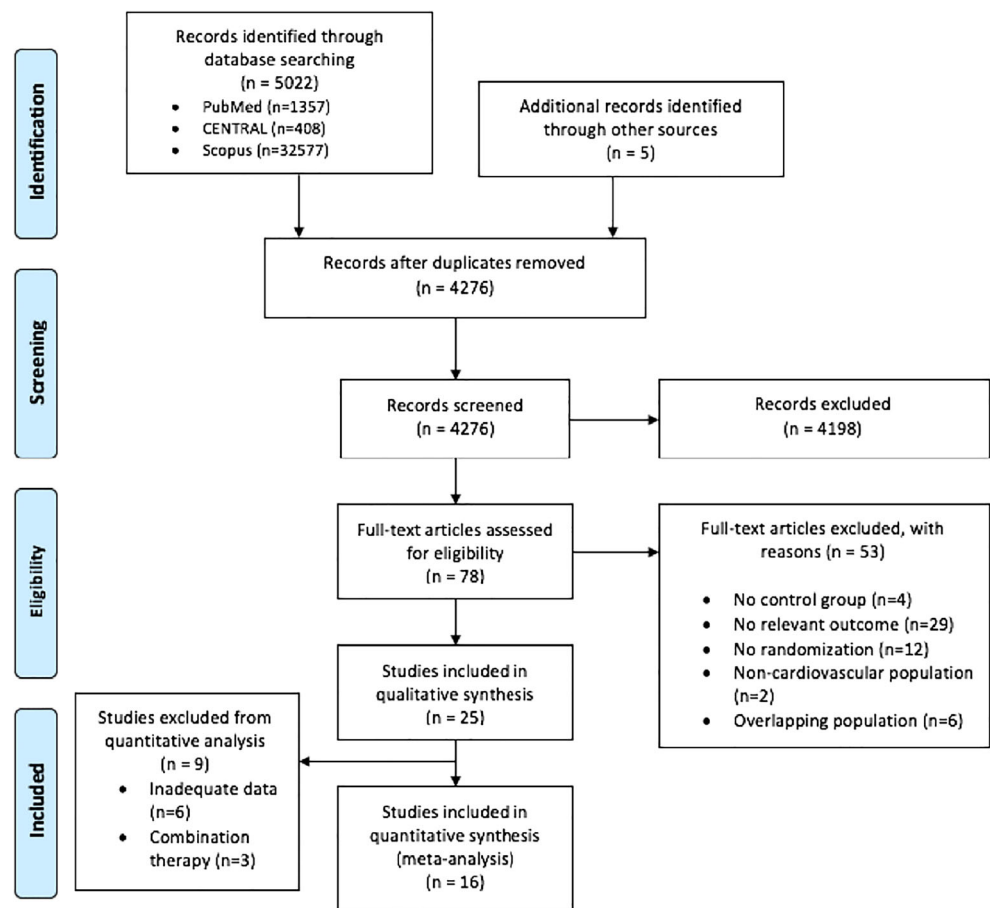 Identification
Records identified through
database searching
(n = 5022)
• PubMed (n=1357)
• CENTRAL (n=408)
• Scopus (n=32577)
Additional records identified
through other sources
(n = 5)
Records after duplicates removed
(n = 4276)
Screening
Records screened
(n = 4276)
Records excluded
(n = 4198)
Eligibility
Full-text articles assessed
for eligibility
(n = 78)
Full-text articles excluded, with
reasons (n = 53)
• No control group (n=4)
• No relevant outcome (n=29)
• No randomization (n=12)
• Non-cardiovascular population
(n=2)
• Overlapping population (n=6)
Studies included in
qualitative synthesis
(n = 25)
Included
Studies excluded from
quantitative analysis
(n = 9)
• Inadequate data
(n=6)
• Combination
therapy (n=3)
Studies included in
quantitative synthesis
(meta-analysis)
(n = 16)